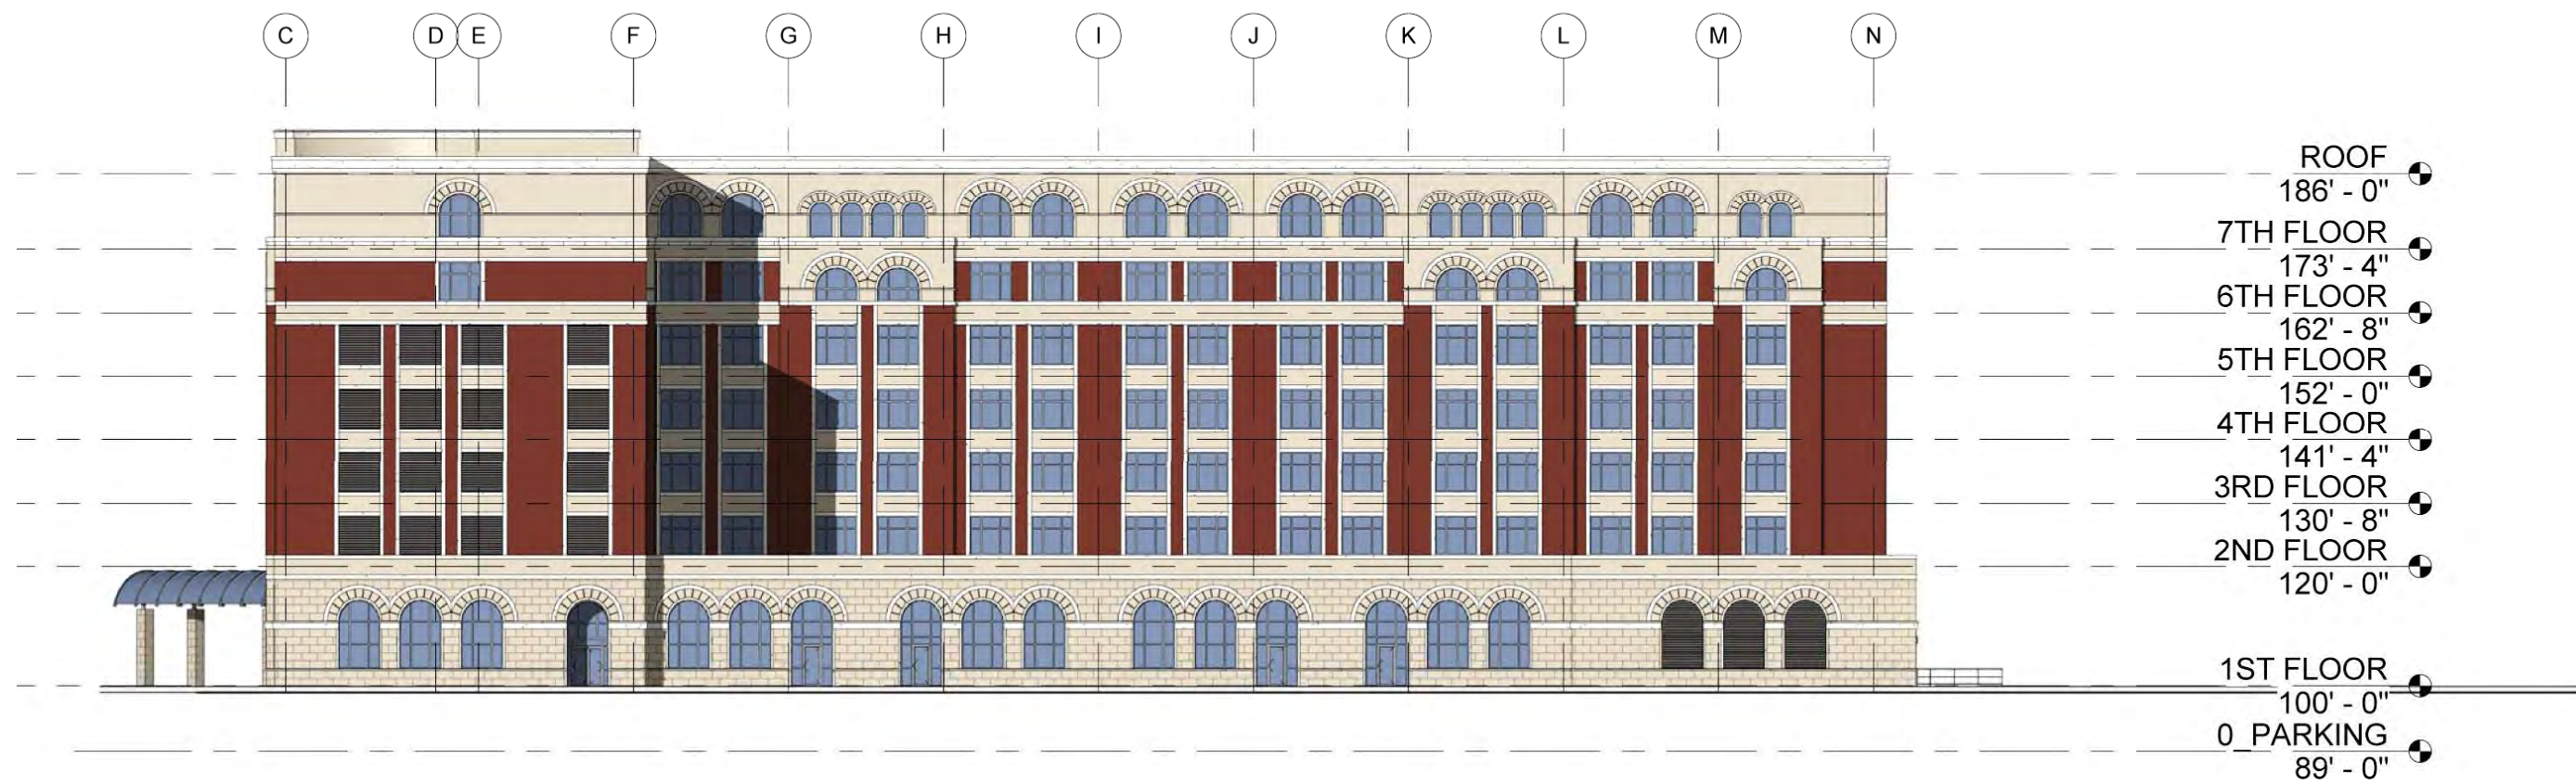 C D E F G H I J K L M N
ROOF
186' - 0"
7TH FLOOR
173' - 4"
6TH FLOOR
162' - 8"
5TH FLOOR
152' - 0"
4TH FLOOR
141' - 4"
3RD FLOOR
130' - 8"
2ND FLOOR
120' - 0"
1ST FLOOR
100' - 0"
0_PARKING
89' - 0"